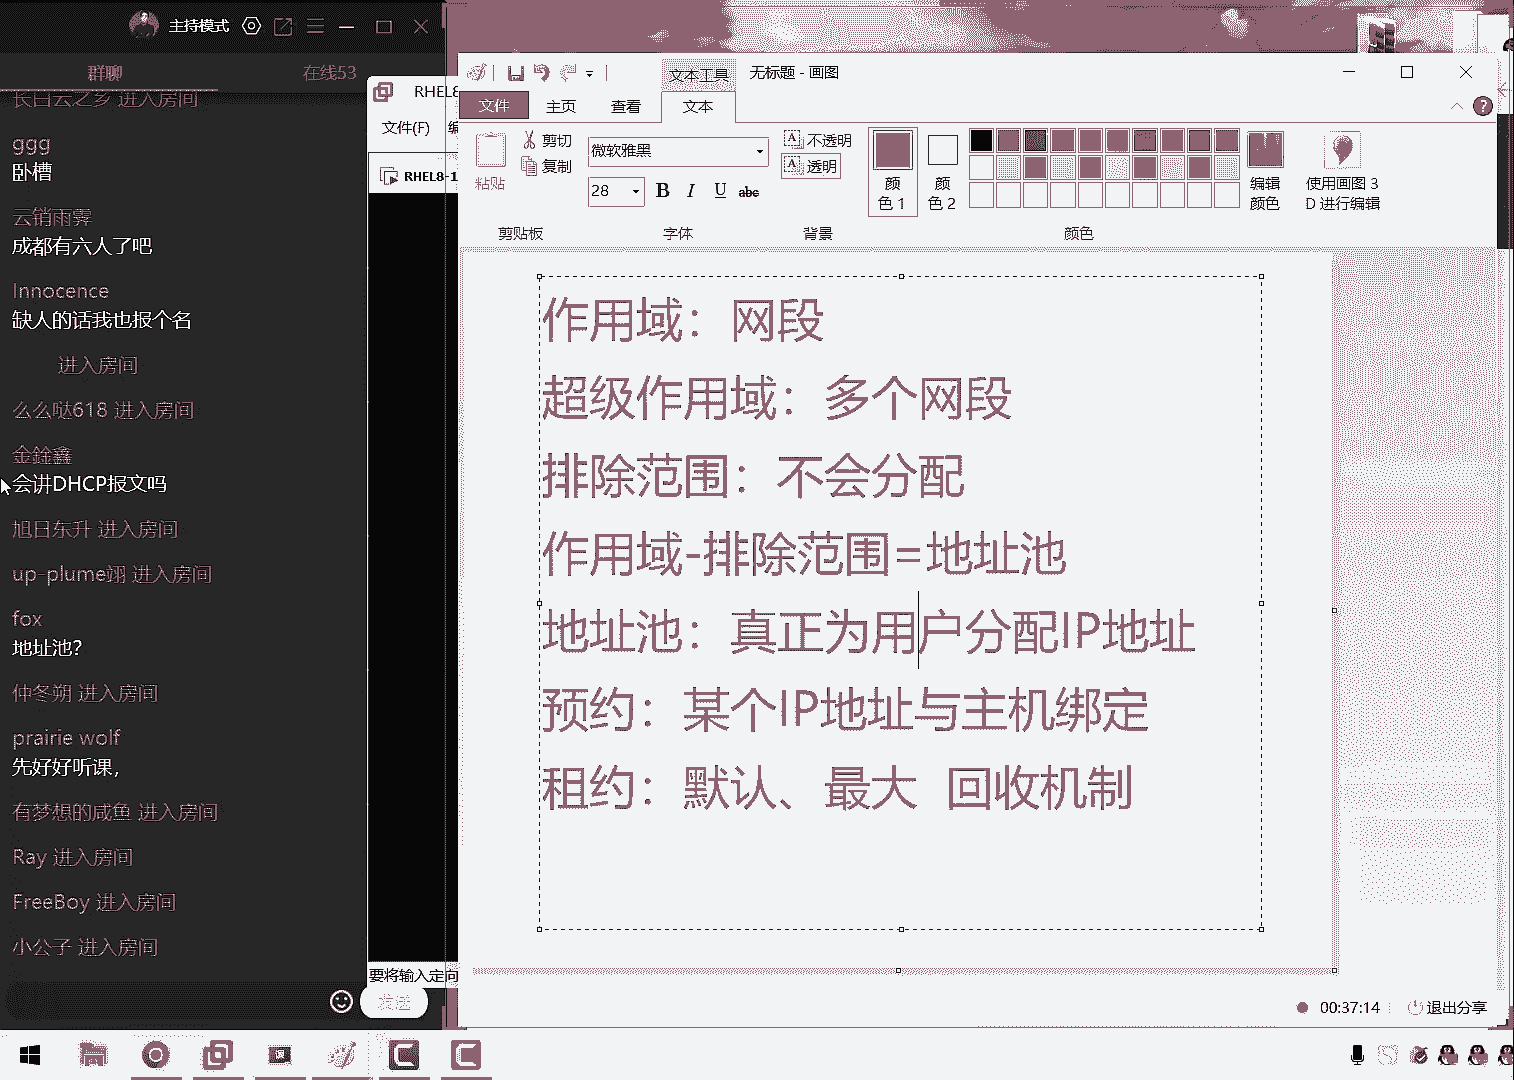 主持模式
群聊
在线53
长白云之乡 进入房间
ggg
卧槽
云销雨霁
成都有六人了吧
Innocence
缺人的话我也报个名
进入房间
么么哒618 进入房间
金銓鑫
会讲DHCP报文吗
旭日东升 进入房间
up-plume翊 进入房间
fox
地址池?
仲冬朔 进入房间
prairie wolf
先好好听课,
有梦想的咸鱼 进入房间
Ray 进入房间
FreeBoy 进入房间
小公子 进入房间
发送
RHEL8
文件(F)
编
RHEL8-1
要将输入定向
文本工具
无标题 - 画图
文件
主页
查看
文本
粘贴
剪切
复制
剪贴板
微软雅黑
28
B I U abc
字体
不透明
透明
背景
颜色 1
颜色 2
编辑颜色
颜色
使用画图 3D 进行编辑
作用域：网段
超级作用域：多个网段
排除范围：不会分配
作用域-排除范围=地址池
地址池：真正为用户分配IP地址
预约：某个IP地址与主机绑定
租约：默认、最大 回收机制
00:37:14
退出分享